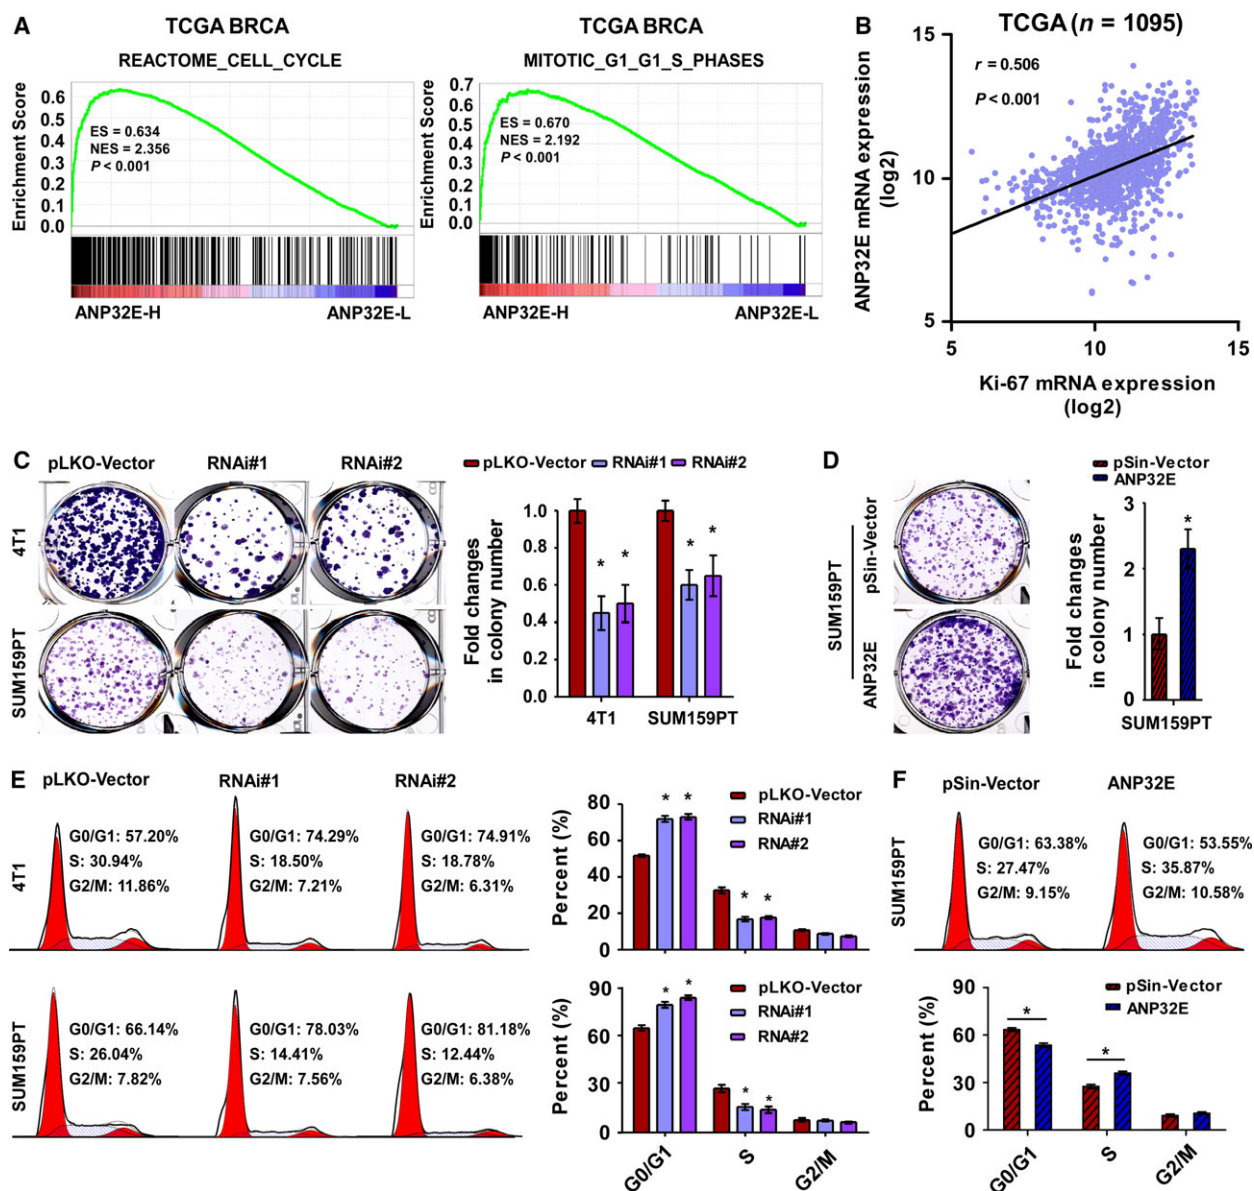 A
TCGA BRCA
REACTOME_CELL_CYCLE
Enrichment Score
0.6
0.5
0.4
0.3
0.2
0.1
0.0
ES = 0.634
NES = 2.356
P < 0.001
ANP32E-H
ANP32E-L
TCGA BRCA
MITOTIC_G1_G1_S_PHASES
Enrichment Score
0.7
0.6
0.5
0.4
0.3
0.2
0.1
0.0
ES = 0.670
NES = 2.192
P < 0.001
ANP32E-H
ANP32E-L
B
TCGA (n = 1095)
ANP32E mRNA expression
(log2)
15
10
5
r = 0.506
P < 0.001
5
10
15
Ki-67 mRNA expression
(log2)
C
pLKO-Vector
RNAi#1
RNAi#2
4T1
SUM159PT
pLKO-Vector
RNAi#1
RNAi#2
Fold changes
in colony number
1.0
0.8
0.6
0.4
0.2
0.0
*
*
*
*
4T1
SUM159PT
D
SUM159PT
pSin-Vector
ANP32E
pSin-Vector
ANP32E
Fold changes
in colony number
3
2
1
0
*
SUM159PT
E
pLKO-Vector
RNAi#1
RNAi#2
4T1
G0/G1: 57.20%
S: 30.94%
G2/M: 11.86%
G0/G1: 74.29%
S: 18.50%
G2/M: 7.21%
G0/G1: 74.91%
S: 18.78%
G2/M: 6.31%
Percent (%)
80
60
40
20
0
*
*
*
*
pLKO-Vector
RNAi#1
RNA#2
SUM159PT
G0/G1: 66.14%
S: 26.04%
G2/M: 7.82%
G0/G1: 78.03%
S: 14.41%
G2/M: 7.56%
G0/G1: 81.18%
S: 12.44%
G2/M: 6.38%
Percent (%)
90
60
30
0
*
*
*
*
pLKO-Vector
RNAi#1
RNA#2
G0/G1
S
G2/M
F
pSin-Vector
ANP32E
SUM159PT
G0/G1: 63.38%
S: 27.47%
G2/M: 9.15%
G0/G1: 53.55%
S: 35.87%
G2/M: 10.58%
Percent (%)
90
60
30
0
*
*
pSin-Vector
ANP32E
G0/G1
S
G2/M